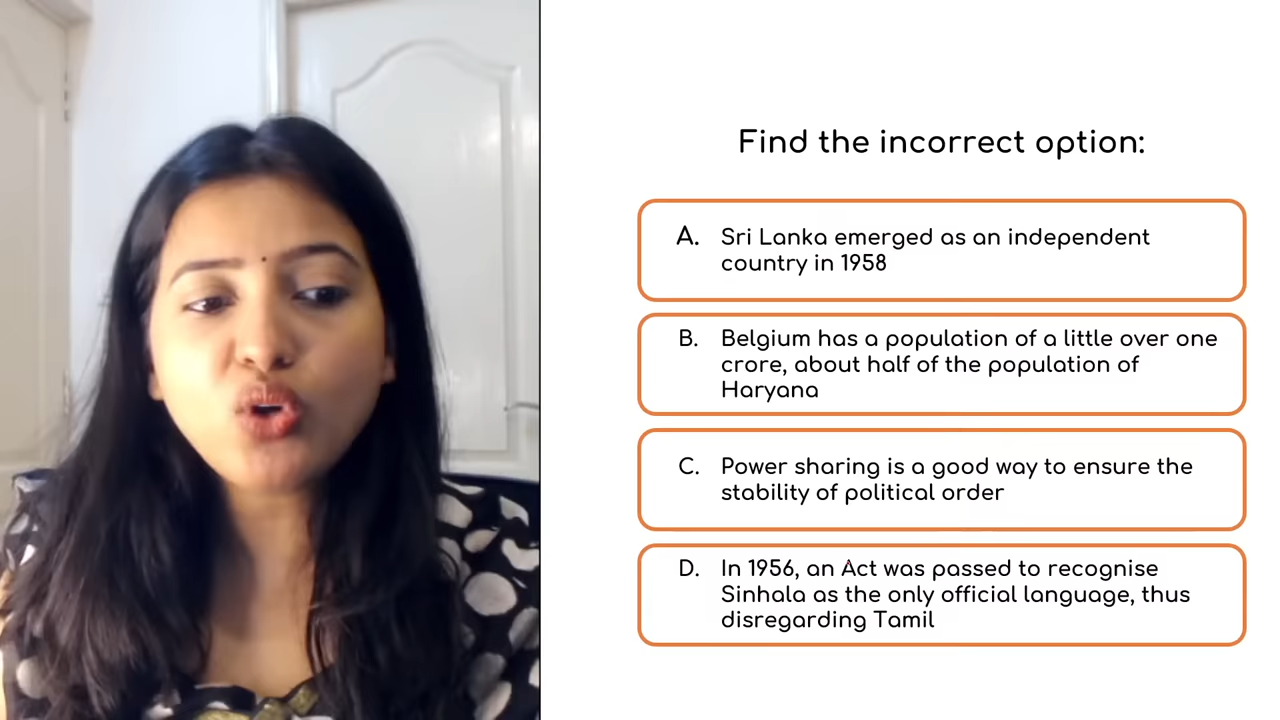 Find the incorrect option:
A. Sri Lanka emerged as an independent
country in 1958
B. Belgium has a population of a little over one
crore, about half of the population of
Haryana
C. Power sharing is a good way to ensure the
stability of political order
D. In 1956, an Act was passed to recognise
Sinhala as the only official language, thus
disregarding Tamil